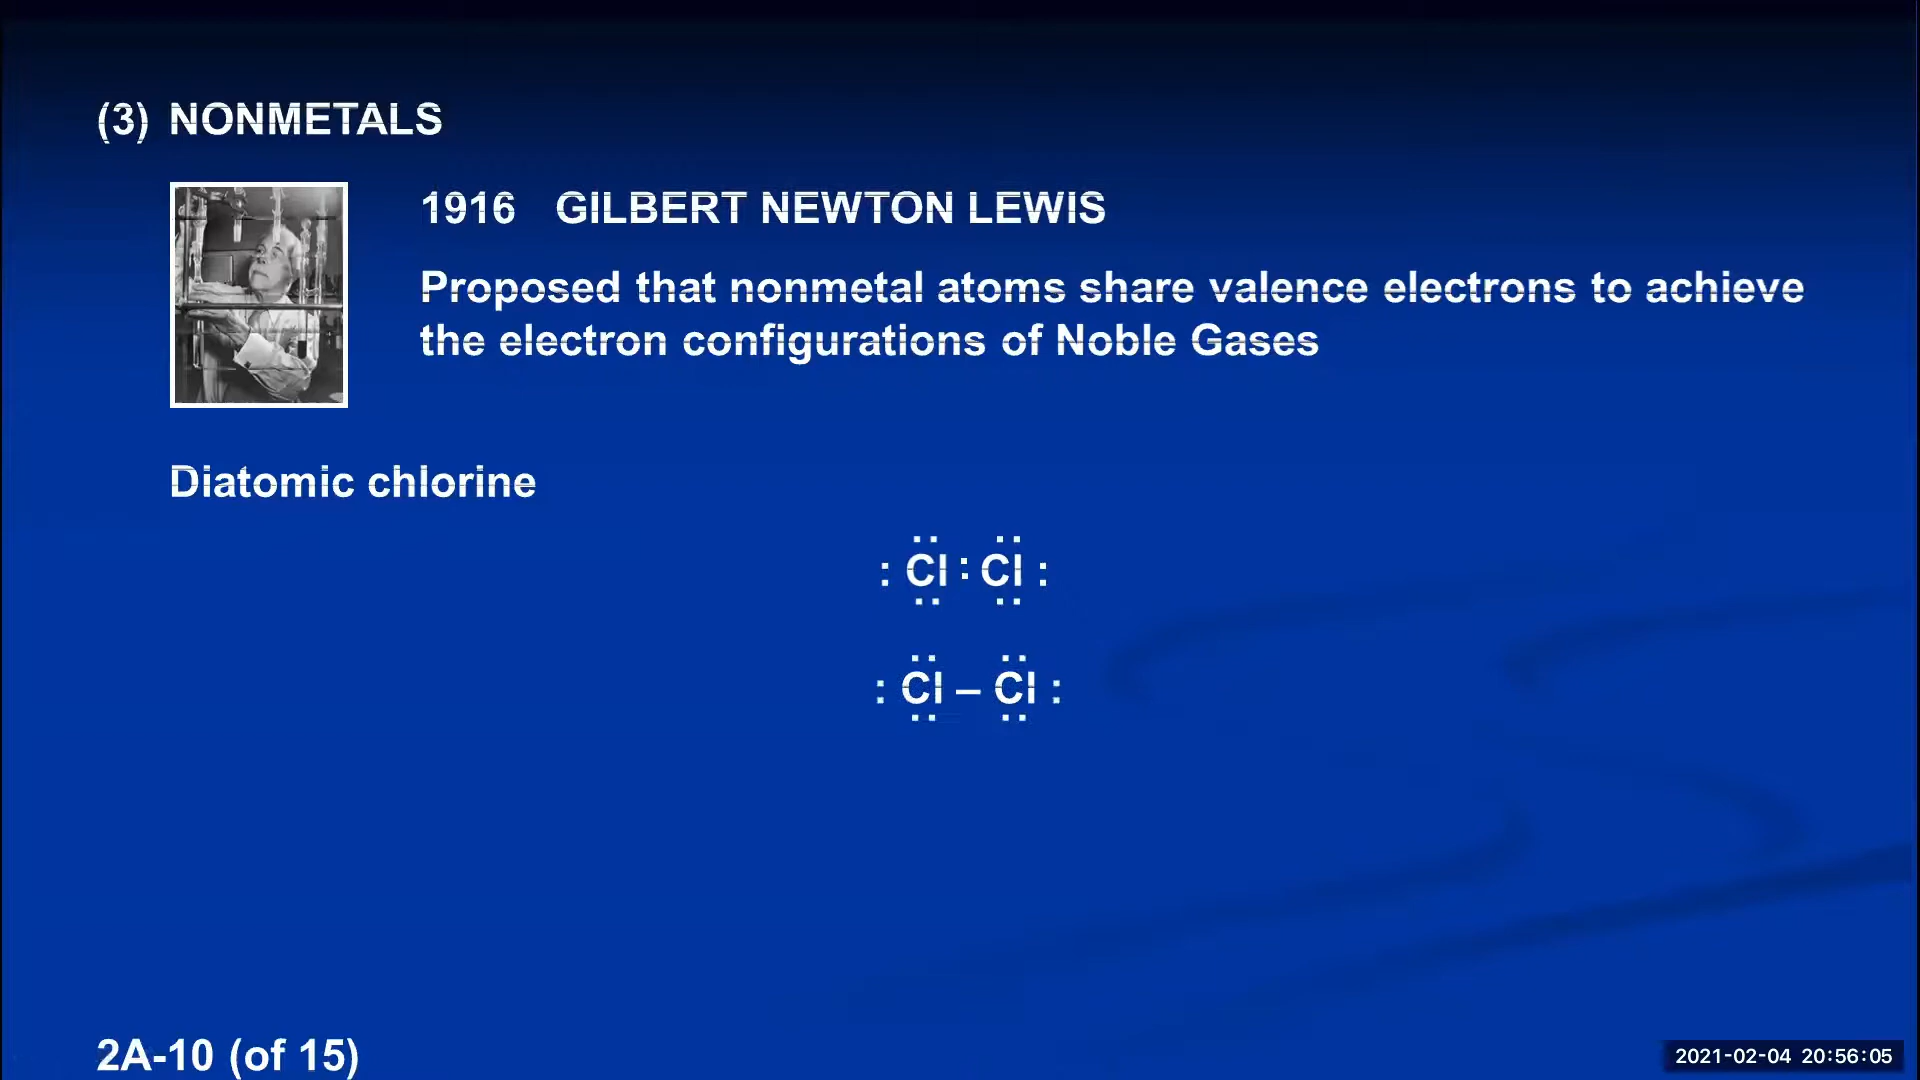 (3) NONMETALS
1916 GILBERT NEWTON LEWIS
Proposed that nonmetal atoms share valence electrons to achieve
the electron configurations of Noble Gases
Diatomic chlorine
.. ..
: Cl : Cl :
.. ..
.. ..
: Cl – Cl :
.. ..
2A-10 (of 15)
2021-02-04 20:56:05